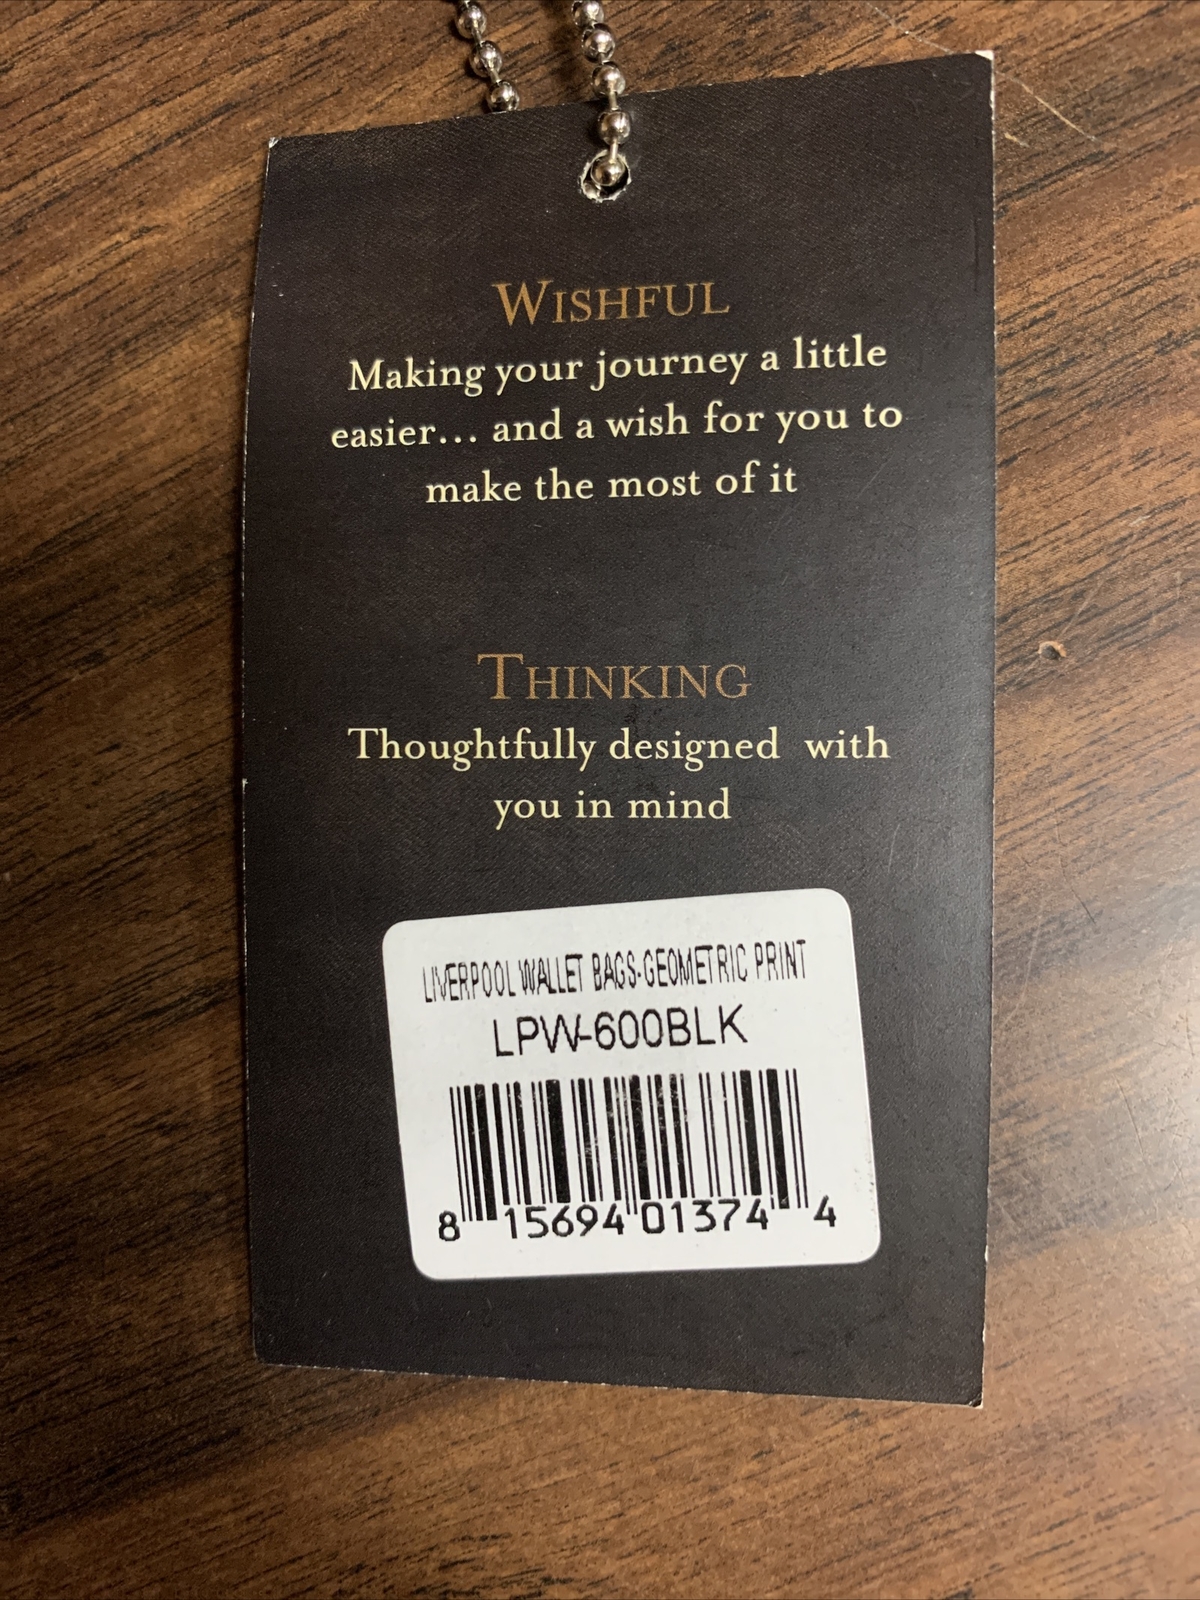 WISHFUL
Making your journey a little
easier... and a wish for you to
make the most of it
THINKING
Thoughtfully designed with
you in mind
LIVERPOOL WALLET BAGS-GEOMETRIC PRINT
LPW-600BLK
8 15694 01374 4